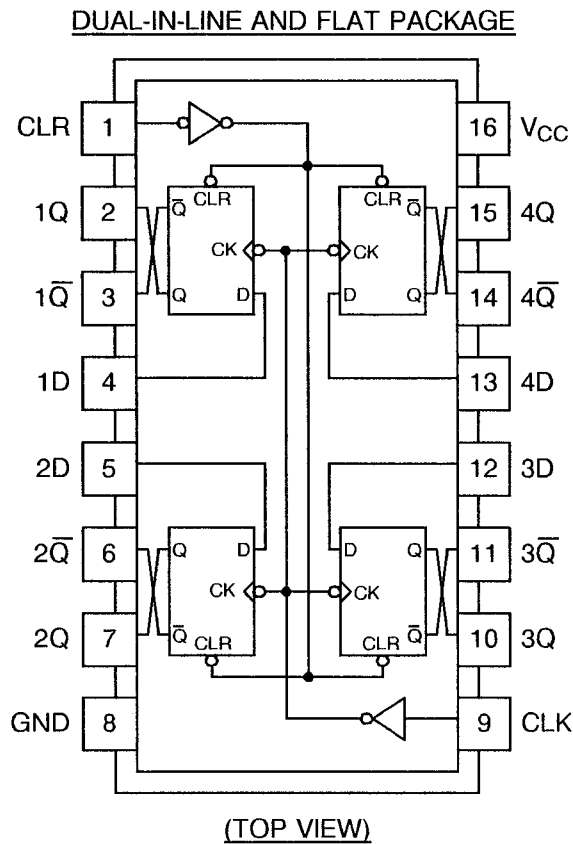 DUAL-IN-LINE AND FLAT PACKAGE
CLR 1 16 VCC
1Q 2 Q̅ CLR CLR Q̅ 15 4Q
CK CK
1Q̅ 3 Q D D Q 14 4Q̅
1D 4 13 4D
2D 5 12 3D
2Q̅ 6 Q D D Q 11 3Q̅
CK CK
2Q 7 Q̅ CLR CLR Q̅ 10 3Q
GND 8 9 CLK
(TOP VIEW)